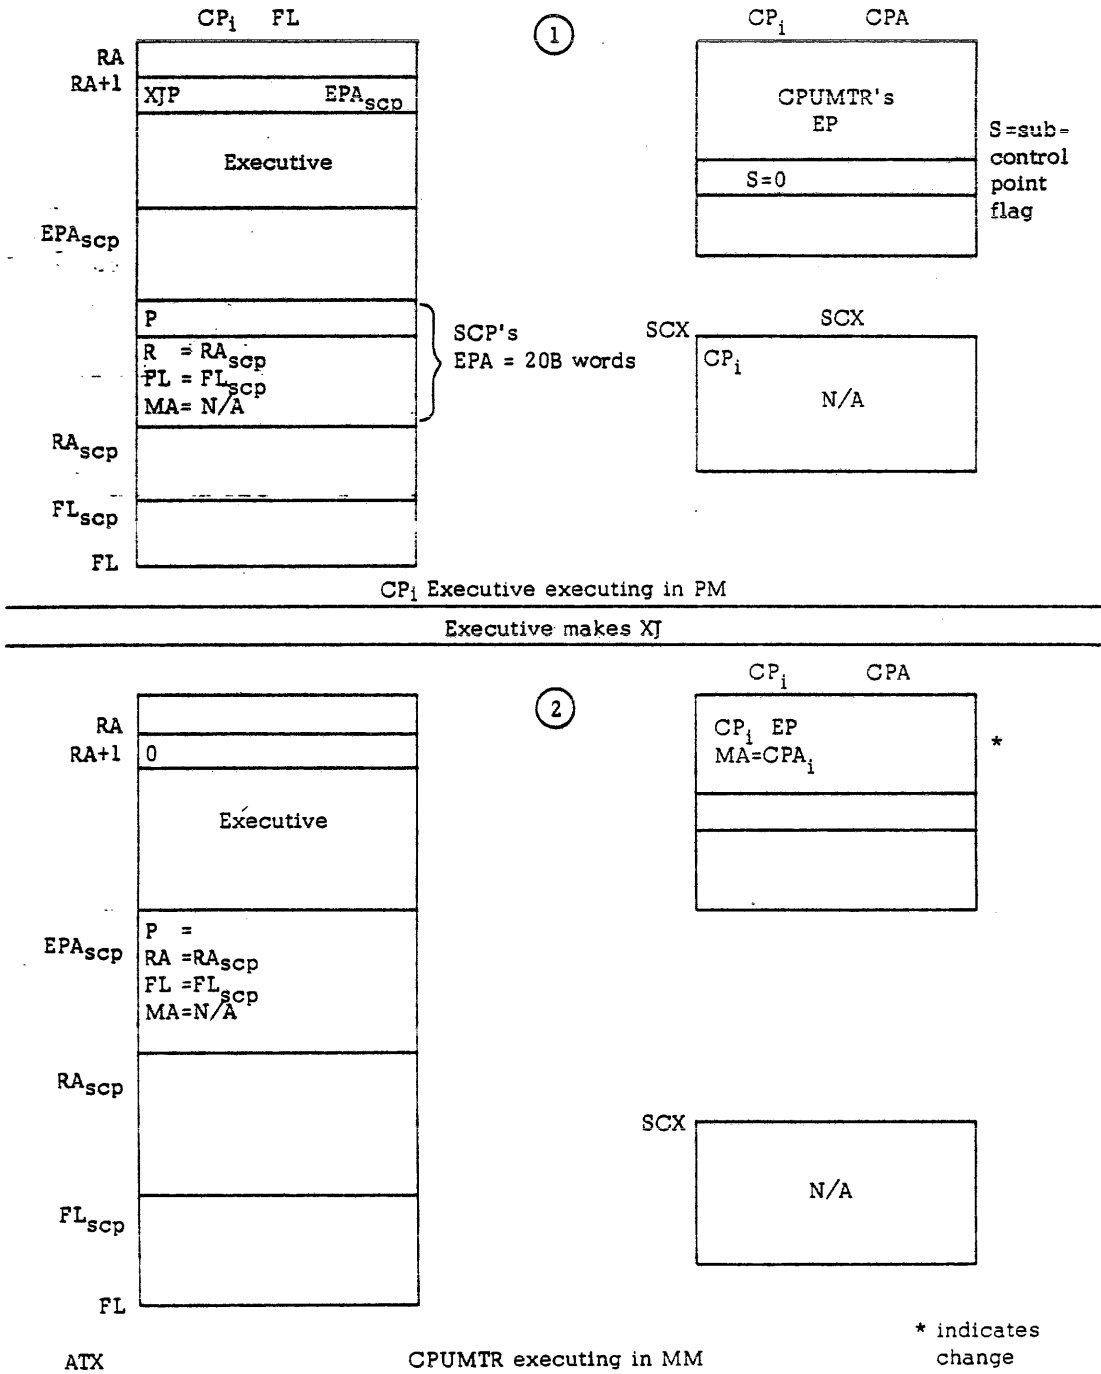 CPi FL
1
CPi CPA
RA
RA+1
XJP EPAscp
CPUMTR's
EP
S=sub-
control
point
flag
Executive
S=0
EPAscp
P
R = RAscp
FL = FLscp
MA= N/A
SCP's
EPA = 20B words
SCX
SCX
CPi
N/A
RAscp
FLscp
FL
CPi Executive executing in PM
Executive makes XJ
2
CPi CPA
RA
RA+1
0
CPi EP
MA=CPAi
*
Executive
EPAscp
P =
RA =RAscp
FL =FLscp
MA=N/A
RAscp
SCX
N/A
FLscp
FL
* indicates
change
ATX
CPUMTR executing in MM